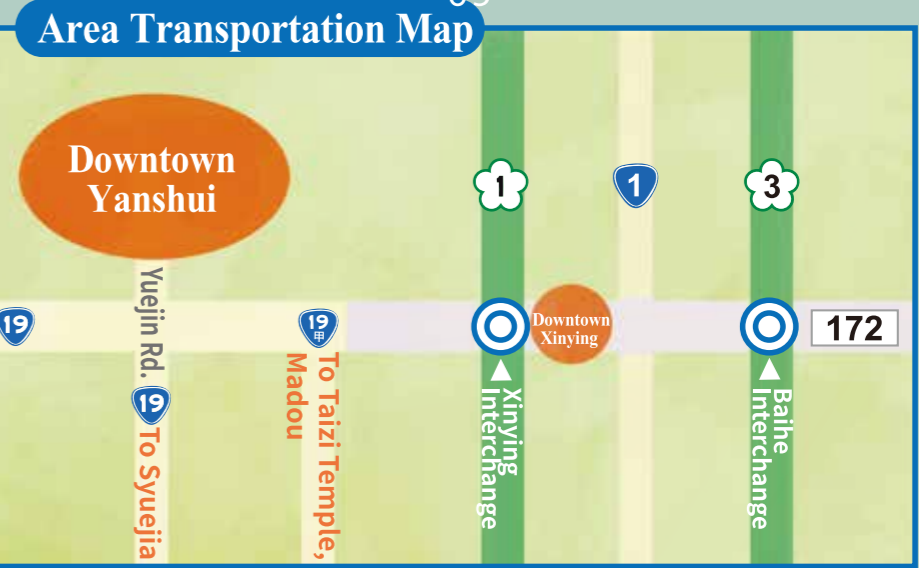 Area Transportation Map
Downtown
Yanshui
1
1
3
19
Yuejin Rd.
19
To Syuejia
19
甲
To Taizi Temple,
Madou
Downtown
Xinying
172
Xinying
Interchange
Baihe
Interchange